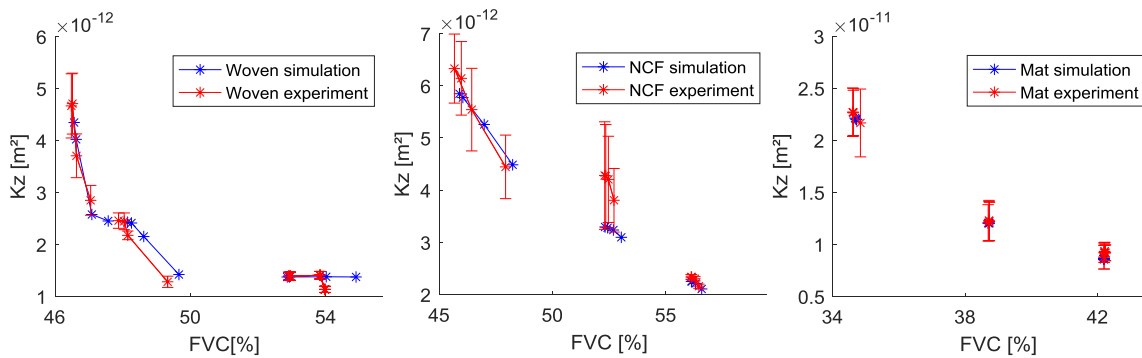 ×10⁻¹²
6
5
4
3
2
1
46
50
54
Kz [m²]
FVC[%]
Woven simulation
Woven experiment
×10⁻¹²
7
6
5
4
3
2
45
50
55
Kz [m²]
FVC [%]
NCF simulation
NCF experiment
×10⁻¹¹
3
2.5
2
1.5
1
0.5
34
38
42
Kz [m²]
FVC [%]
Mat simulation
Mat experiment